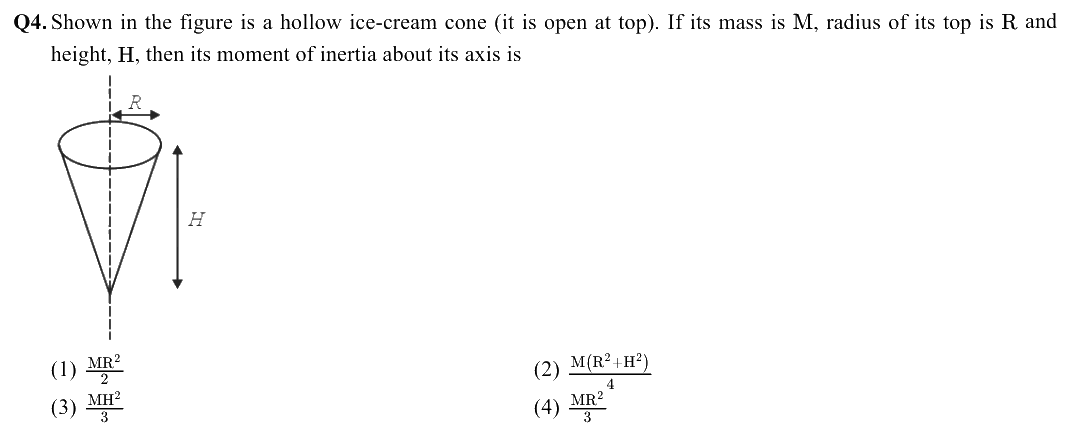 Q4. Shown in the figure is a hollow ice-cream cone (it is open at top). If its mass is M, radius of its top is R and
height, H, then its moment of inertia about its axis is
R
H
(1) MR²/2
(2) M(R²+H²)/4
(3) MH²/3
(4) MR²/3